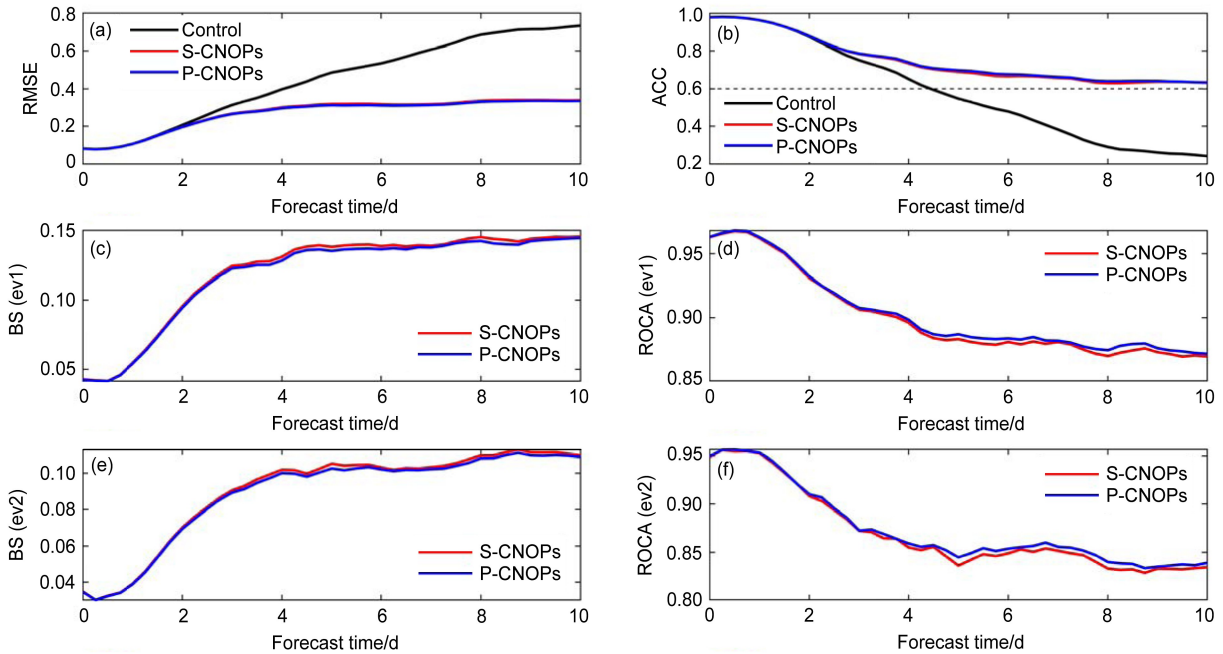 (a)
Control
S-CNOPs
P-CNOPs
RMSE
0.8
0.6
0.4
0.2
0
0 2 4 6 8 10
Forecast time/d
(b)
Control
S-CNOPs
P-CNOPs
ACC
1.0
0.8
0.6
0.4
0.2
0 2 4 6 8 10
Forecast time/d
(c)
S-CNOPs
P-CNOPs
BS (ev1)
0.15
0.10
0.05
0 2 4 6 8 10
Forecast time/d
(d)
S-CNOPs
P-CNOPs
ROCA (ev1)
0.95
0.90
0.85
0 2 4 6 8 10
Forecast time/d
(e)
S-CNOPs
P-CNOPs
BS (ev2)
0.10
0.08
0.06
0.04
0 2 4 6 8 10
Forecast time/d
(f)
S-CNOPs
P-CNOPs
ROCA (ev2)
0.95
0.90
0.85
0.80
0 2 4 6 8 10
Forecast time/d